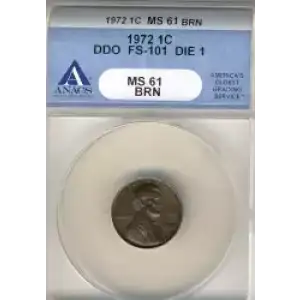 1972 1C MS 61 BRN
1972 1C
DDO FS-101 DIE 1
MS 61
BRN
ANACS
AMERICA'S
OLDEST
GRADING
SERVICE